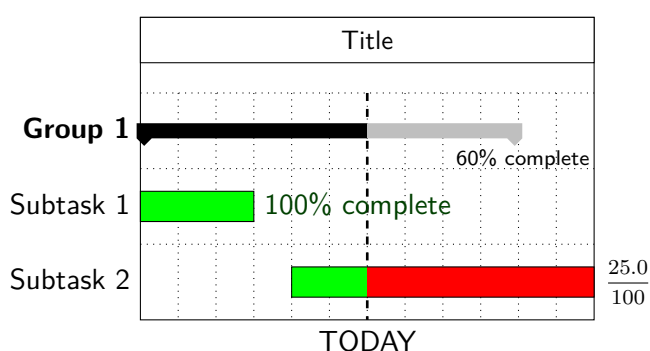 Title
Group 1
60% complete
Subtask 1 100% complete
Subtask 2
25.0
100
TODAY